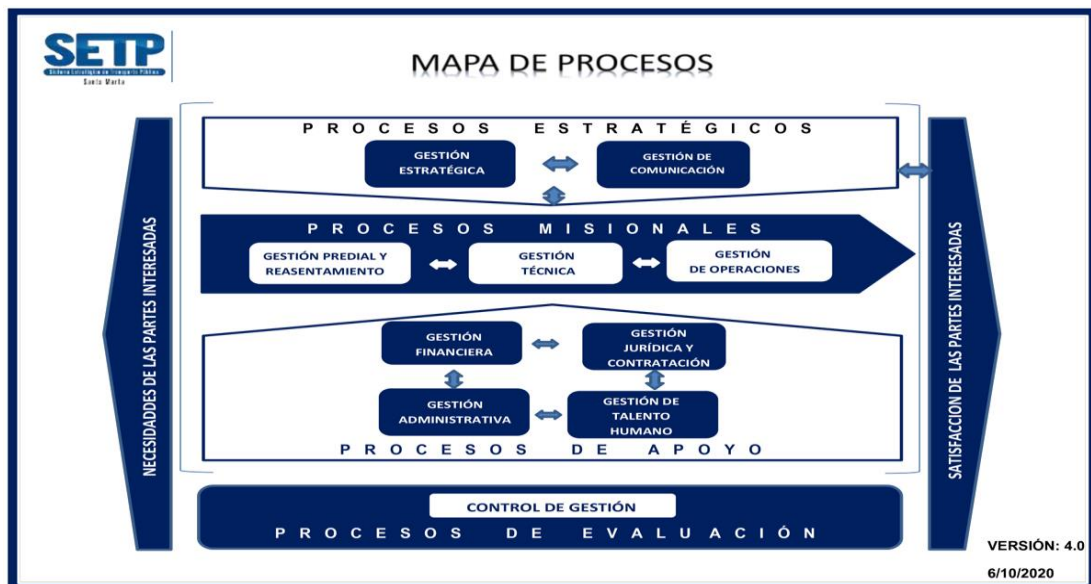 SETP
Sistema Estratégico de Transporte Público
Santa Marta
MAPA DE PROCESOS
NECESIDADDES DE LAS PARTES INTERESADAS
PROCESOS ESTRATÉGICOS
GESTIÓN
ESTRATÉGICA
GESTIÓN DE
COMUNICACIÓN
PROCESOS MISIONALES
GESTIÓN PREDIAL Y
REASENTAMIENTO
GESTIÓN
TÉCNICA
GESTIÓN
DE OPERACIONES
GESTIÓN
FINANCIERA
GESTIÓN
JURÍDICA Y
CONTRATACIÓN
GESTIÓN
ADMINISTRATIVA
GESTIÓN DE
TALENTO
HUMANO
PROCESOS DE APOYO
CONTROL DE GESTIÓN
PROCESOS DE EVALUACIÓN
SATISFACCION DE LAS PARTES INTERESADAS
VERSIÓN: 4.0
6/10/2020